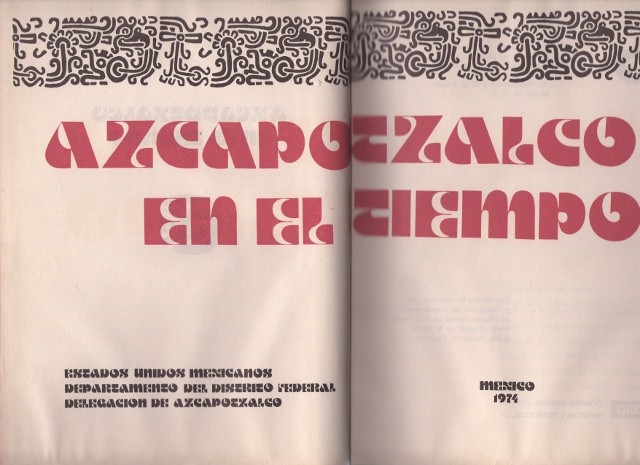 AZCAPOTZALCO
EN EL TIEMPO
ESTADOS UNIDOS MEXICANOS
DEPARTAMENTO DEL DISTRITO FEDERAL
DELEGACION DE AZCAPOTZALCO
MEXICO
1974